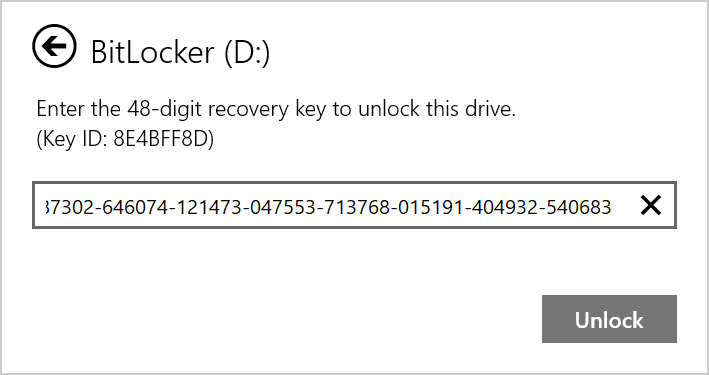 BitLocker (D:)
Enter the 48-digit recovery key to unlock this drive.
(Key ID: 8E4BFF8D)
37302-646074-121473-047553-713768-015191-404932-540683
Unlock